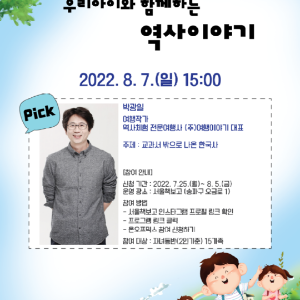 우리아이와 함께하는
역사이야기
2022. 8. 7.(일) 15:00
Pick
박광일
여행작가
역사체험 전문여행사 (주)여행이야기 대표
주제 : 교과서 밖으로 나온 한국사
[참여 안내]
신청 기간 : 2022. 7.25(월)~ 8. 5.(금)
운영 장소 : 서울책보고 (송파구 오금로 1)
참여 방법
- 서울책보고 인스타그램 프로필 링크 확인
- 프로그램 링크 클릭
- 온오프믹스 참여 신청하기
참여 대상 : 자녀동반(2인)기준) 15가족